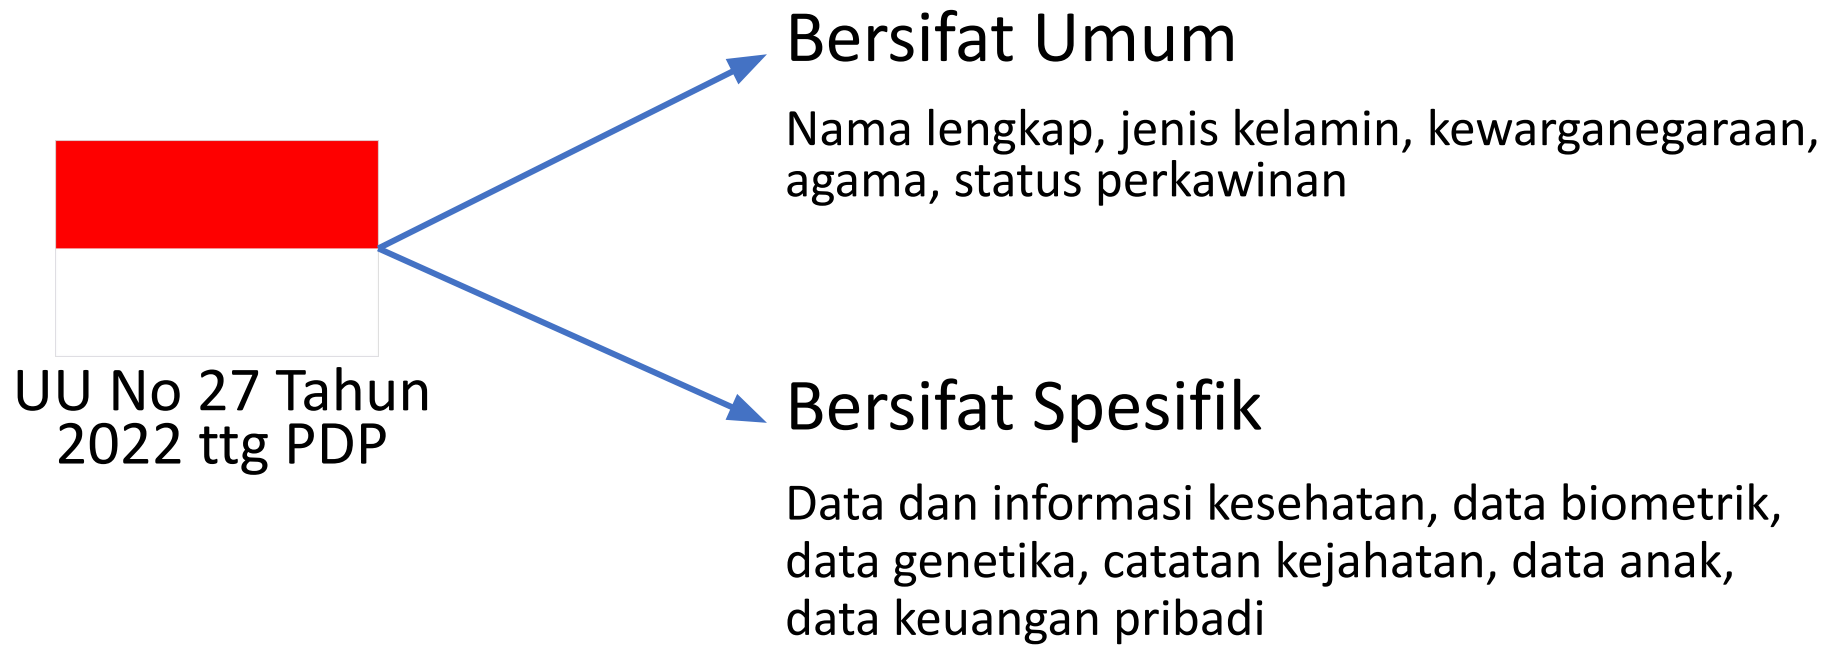 Bersifat Umum
Nama lengkap, jenis kelamin, kewarganegaraan,
agama, status perkawinan
UU No 27 Tahun
2022 ttg PDP
Bersifat Spesifik
Data dan informasi kesehatan, data biometrik,
data genetika, catatan kejahatan, data anak,
data keuangan pribadi